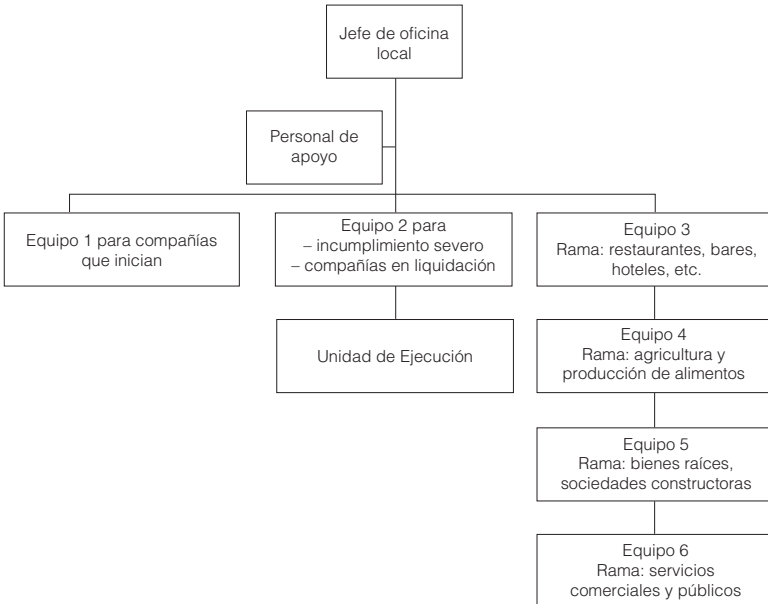 Jefe de oficina
local
Personal de
apoyo
Equipo 1 para compañías
que inician
Equipo 2 para
– incumplimiento severo
– compañías en liquidación
Equipo 3
Rama: restaurantes, bares,
hoteles, etc.
Unidad de Ejecución
Equipo 4
Rama: agricultura y
producción de alimentos
Equipo 5
Rama: bienes raíces,
sociedades constructoras
Equipo 6
Rama: servicios
comerciales y públicos